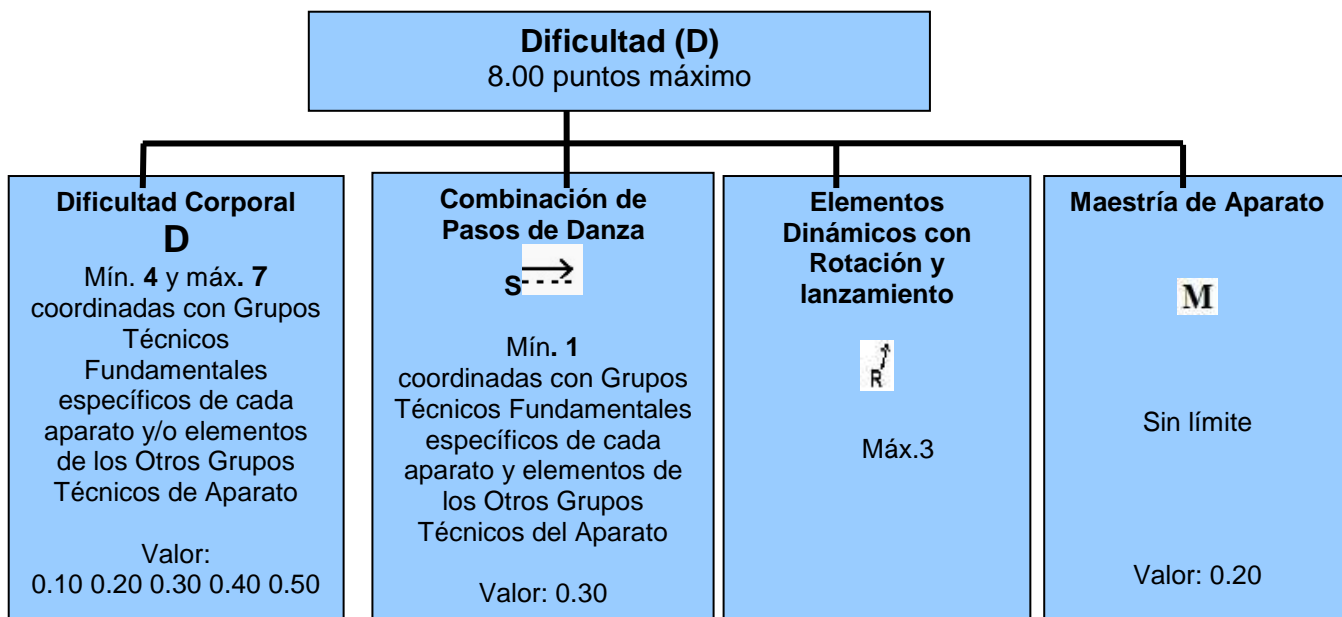 Dificultad (D)
8.00 puntos máximo
Dificultad Corporal
D
Mín. 4 y máx. 7
coordinadas con Grupos
Técnicos
Fundamentales
específicos de cada
aparato y/o elementos
de los Otros Grupos
Técnicos de Aparato
Valor:
0.10 0.20 0.30 0.40 0.50
Combinación de
Pasos de Danza
S
Mín. 1
coordinadas con Grupos
Técnicos Fundamentales
específicos de cada
aparato y elementos de
los Otros Grupos
Técnicos del Aparato
Valor: 0.30
Elementos
Dinámicos con
Rotación y
lanzamiento
R
Máx.3
Maestría de Aparato
M
Sin límite
Valor: 0.20